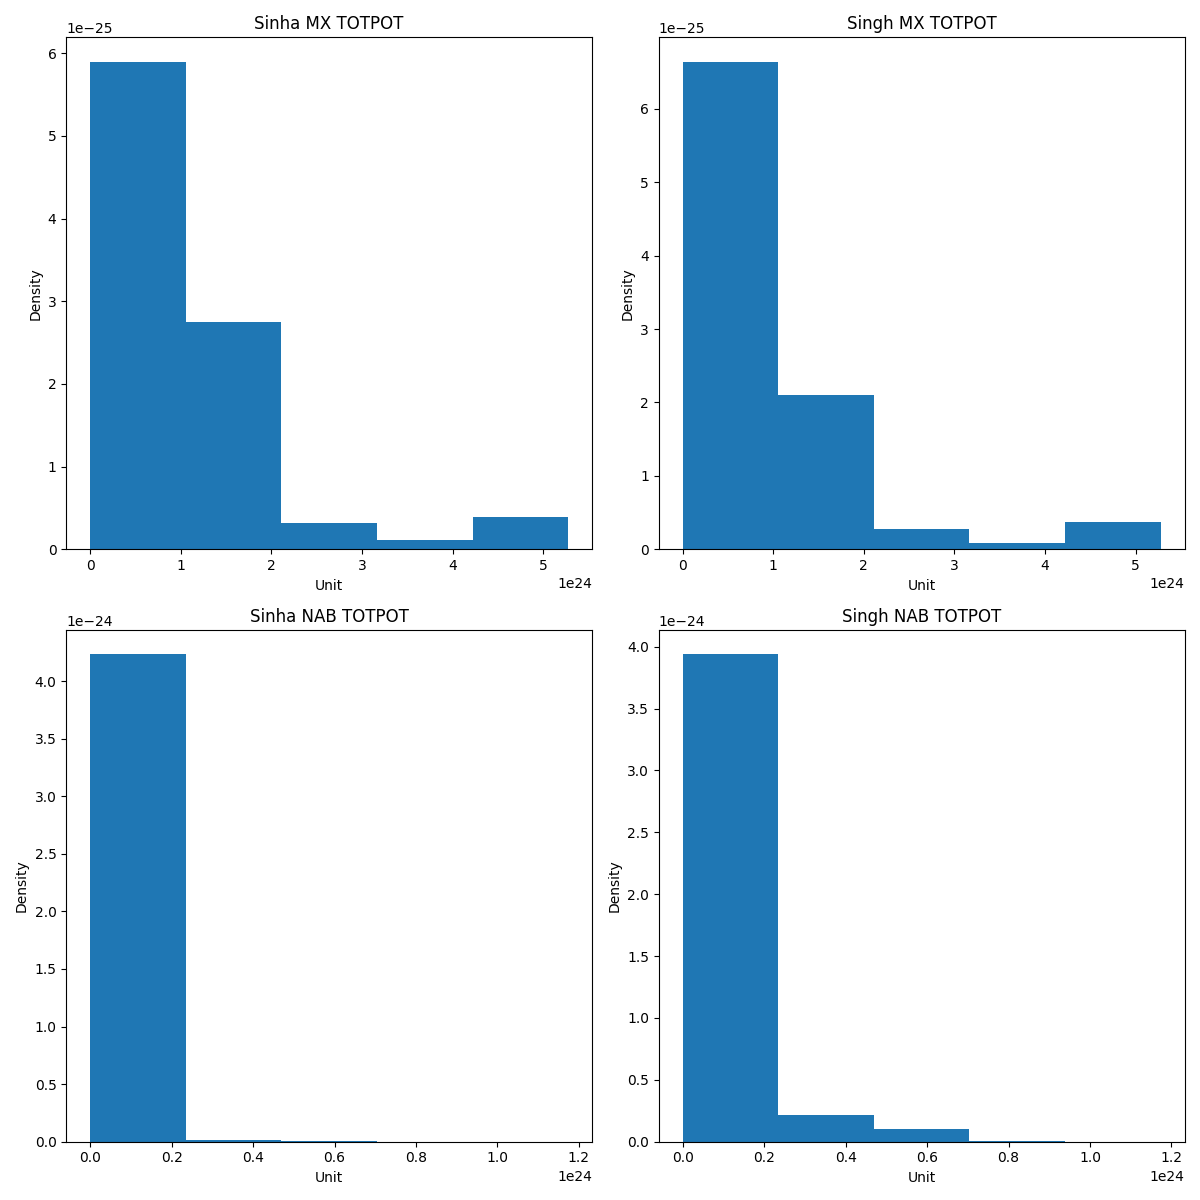 Sinha MX TOTPOT
1e−25
6
5
4
3
2
1
0
Density
0 1 2 3 4 5
1e24
Unit
Singh MX TOTPOT
1e−25
6
5
4
3
2
1
0
Density
0 1 2 3 4 5
1e24
Unit
Sinha NAB TOTPOT
1e−24
4.0
3.5
3.0
2.5
2.0
1.5
1.0
0.5
0.0
Density
0.0 0.2 0.4 0.6 0.8 1.0 1.2
1e24
Unit
Singh NAB TOTPOT
1e−24
4.0
3.5
3.0
2.5
2.0
1.5
1.0
0.5
0.0
Density
0.0 0.2 0.4 0.6 0.8 1.0 1.2
1e24
Unit